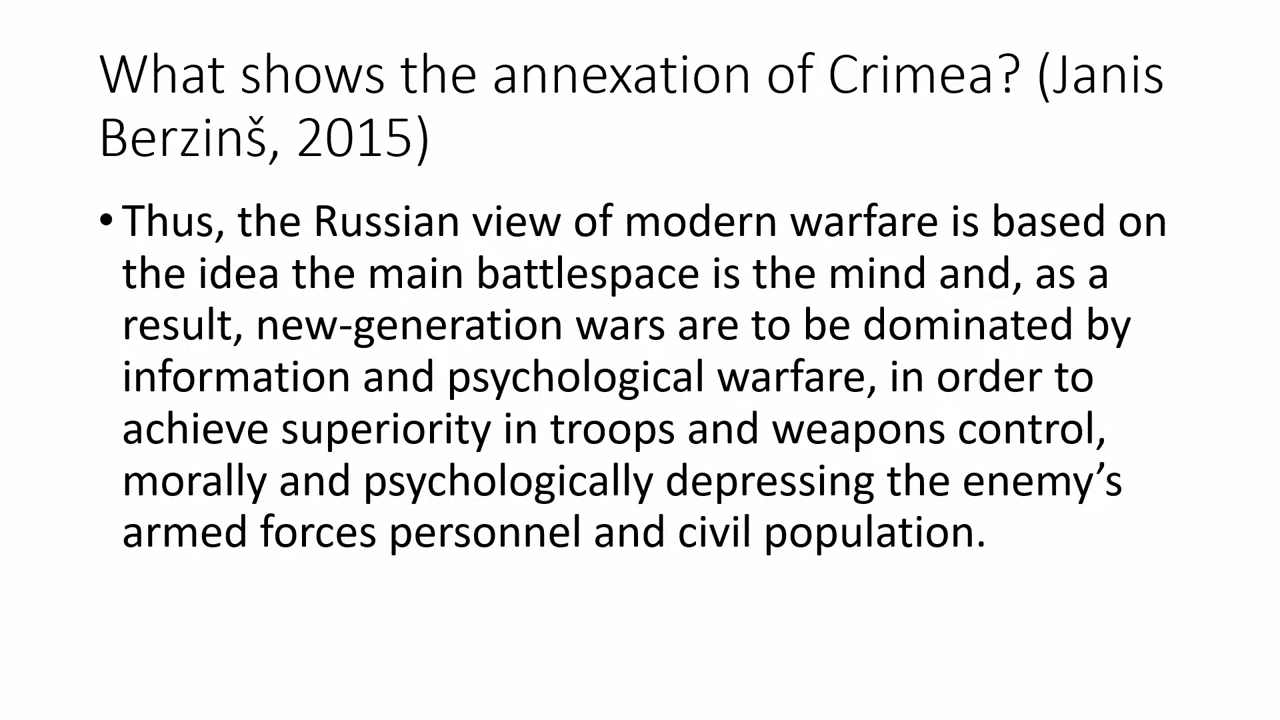 What shows the annexation of Crimea? (Janis
Berzinš, 2015)
• Thus, the Russian view of modern warfare is based on
the idea the main battlespace is the mind and, as a
result, new-generation wars are to be dominated by
information and psychological warfare, in order to
achieve superiority in troops and weapons control,
morally and psychologically depressing the enemy’s
armed forces personnel and civil population.